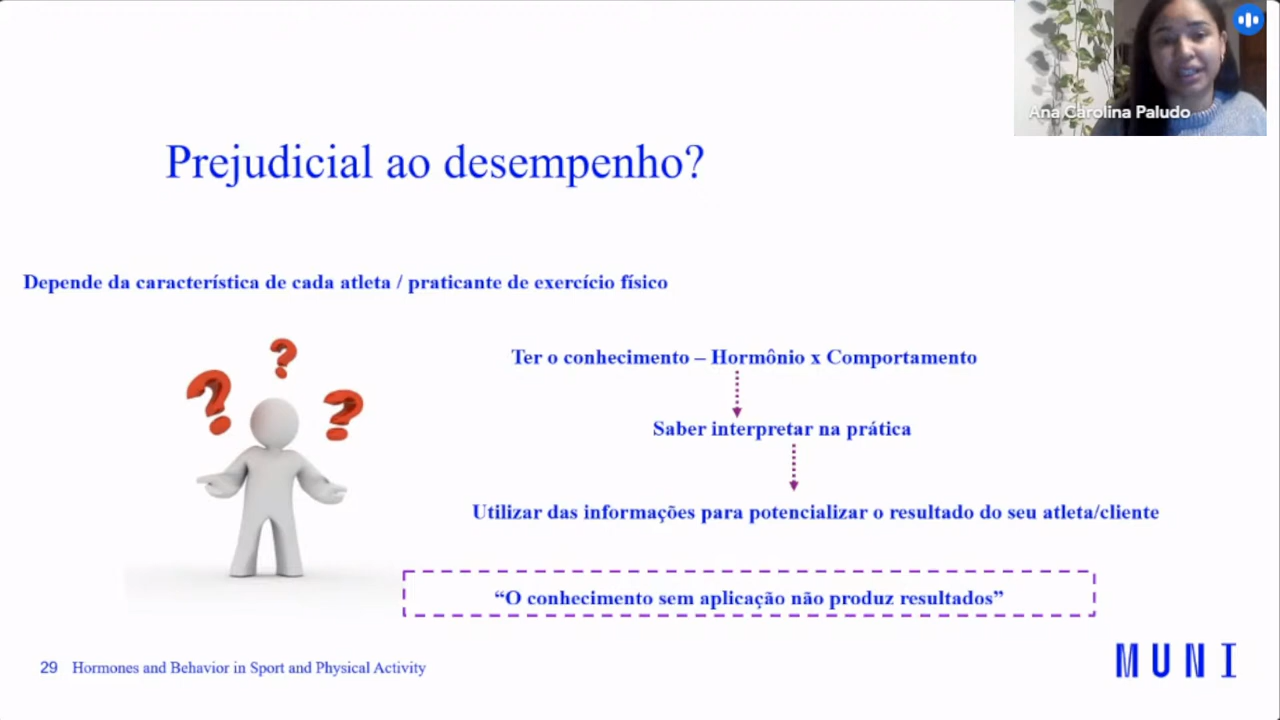 Ana Carolina Paludo
Prejudicial ao desempenho?
Depende da característica de cada atleta / praticante de exercício físico
? ? ?
Ter o conhecimento – Hormônio x Comportamento
Saber interpretar na prática
Utilizar das informações para potencializar o resultado do seu atleta/cliente
“O conhecimento sem aplicação não produz resultados”
29 Hormones and Behavior in Sport and Physical Activity
MUNI